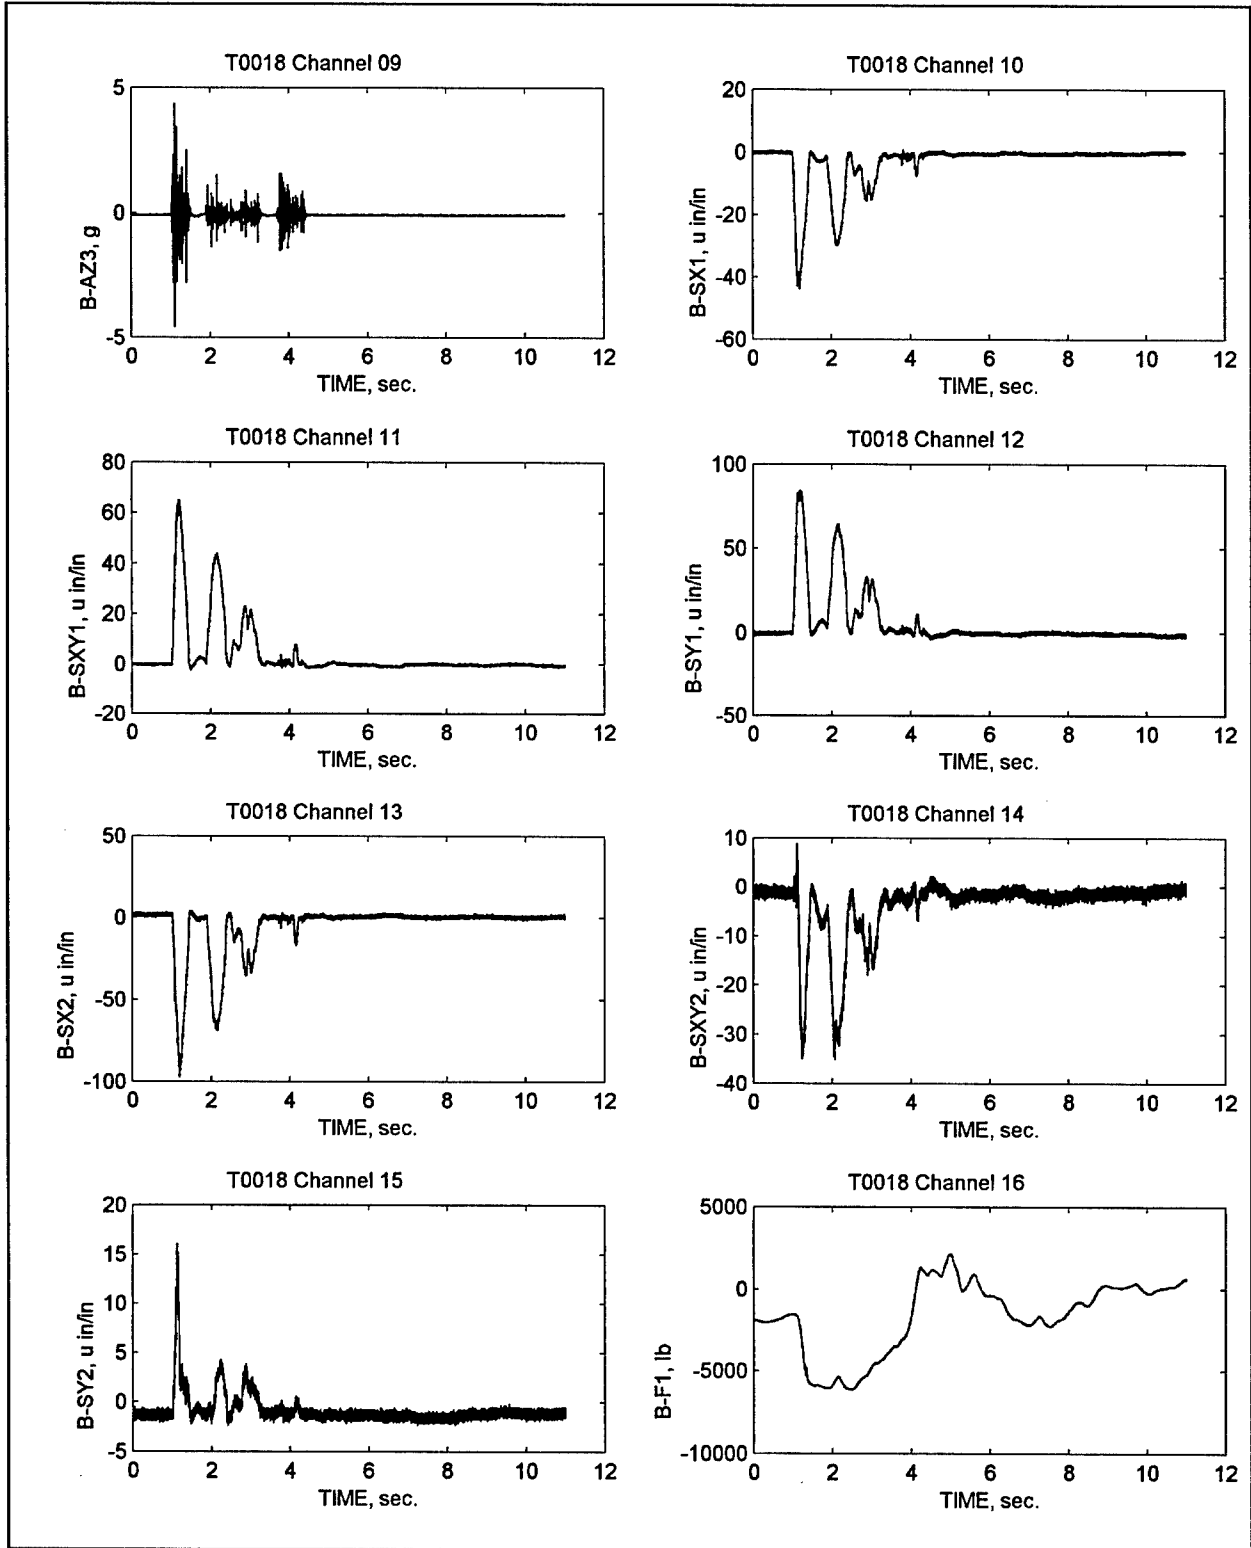 T0018 Channel 09
5
0
-5
B-AZ3, g
0 2 4 6 8 10 12
TIME, sec.
T0018 Channel 10
20
0
-20
-40
-60
B-SX1, u in/in
0 2 4 6 8 10 12
TIME, sec.
T0018 Channel 11
80
60
40
20
0
-20
B-SXY1, u in/in
0 2 4 6 8 10 12
TIME, sec.
T0018 Channel 12
100
50
0
-50
B-SY1, u in/in
0 2 4 6 8 10 12
TIME, sec.
T0018 Channel 13
50
0
-50
-100
B-SX2, u in/in
0 2 4 6 8 10 12
TIME, sec.
T0018 Channel 14
10
0
-10
-20
-30
-40
B-SXY2, u in/in
0 2 4 6 8 10 12
TIME, sec.
T0018 Channel 15
20
15
10
5
0
-5
B-SY2, u in/in
0 2 4 6 8 10 12
TIME, sec.
T0018 Channel 16
5000
0
-5000
-10000
B-F1, lb
0 2 4 6 8 10 12
TIME, sec.